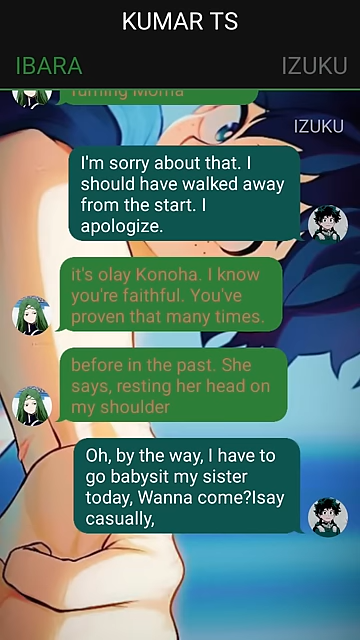 KUMAR TS
IBARA
IZUKU
Turning Moma
IZUKU
I'm sorry about that. I
should have walked away
from the start. I
apologize.
it's olay Konoha. I know
you're faithful. You've
proven that many times.
before in the past. She
says, resting her head on
my shoulder
Oh, by the way, I have to
go babysit my sister
today, Wanna come?Isay
casually,